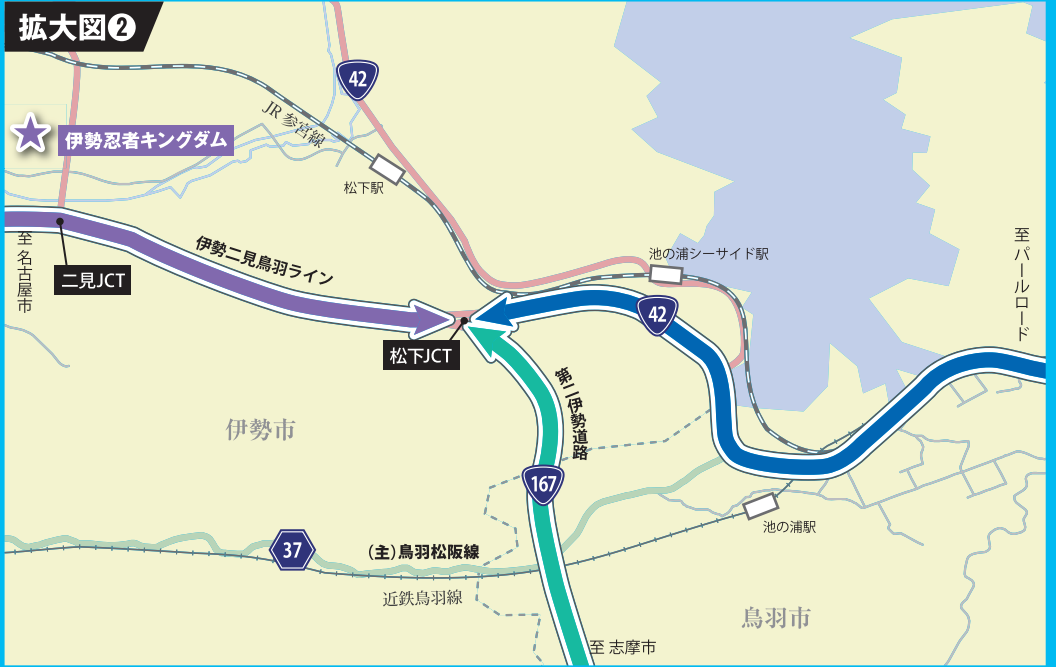 拡大図❷
42
JR 参宮線
伊勢忍者キングダム
松下駅
至 名古屋市
伊勢二見鳥羽ライン
池の浦シーサイド駅
至 パールロード
二見JCT
42
松下JCT
第二伊勢道路
伊勢市
167
池の浦駅
37
(主)鳥羽松阪線
近鉄鳥羽線
鳥羽市
至 志摩市